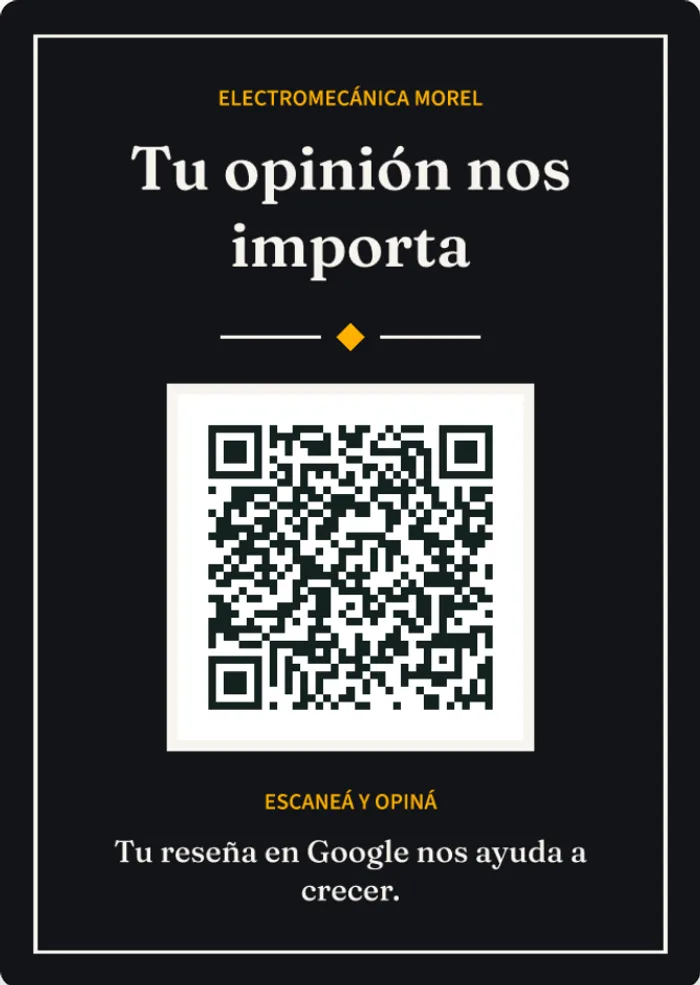 ELECTROMECÁNICA MOREL
Tu opinión nos
importa
ESCANEÁ Y OPINÁ
Tu reseña en Google nos ayuda a
crecer.